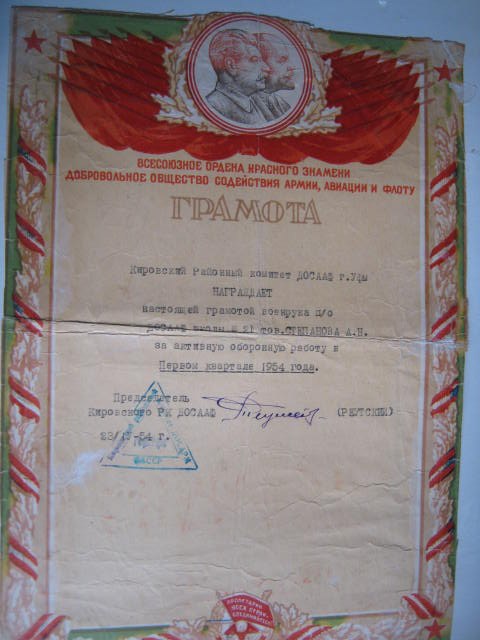 ВСЕСОЮЗНОЕ ОРДЕНА КРАСНОГО ЗНАМЕНИ
ДОБРОВОЛЬНОЕ ОБЩЕСТВО СОДЕЙСТВИЯ АРМИИ, АВИАЦИИ И ФЛОТУ
ГРАМОТА
Кировский Районный комитет ДОСААФ г.Уфы
НАГРАЖДАЕТ
настоящей грамотой военрука п/о
ДОСААФ школы № 21 тов.СТЕПАНОВА А.Н.
за активную оборонную работу в
Первом квартале 1954 года.
Председатель
Кировского РК ДОСААФ (РЕУТСКИЙ)
54 г.
БАССР
ПРОЛЕТАРИИ
ВСЕХ СТРАН,
СОЕДИНЯЙТЕСЬ!